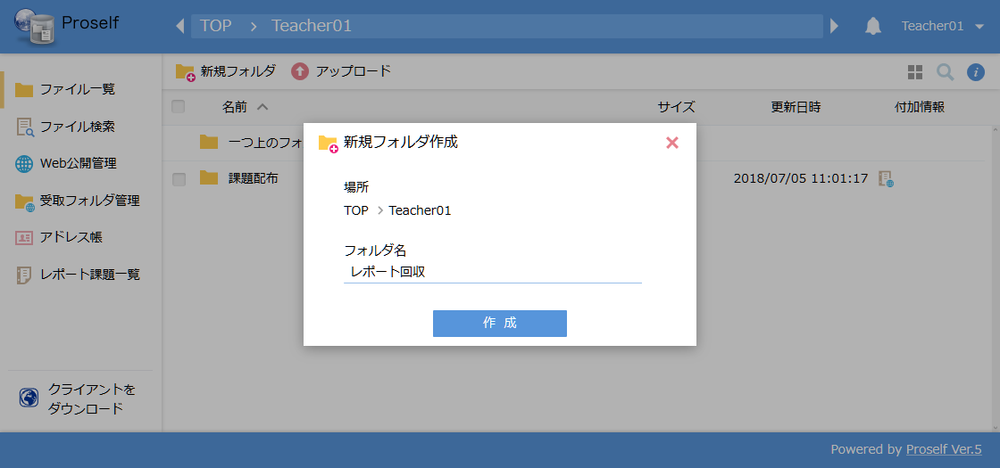 Proself
TOP > Teacher01
Teacher01
新規フォルダ アップロード
ファイル一覧
ファイル検索
Web公開管理
受取フォルダ管理
アドレス帳
レポート課題一覧
クライアントを
ダウンロード
名前 サイズ 更新日時 付加情報
一つ上のフォ
課題配布 2018/07/05 11:01:17
新規フォルダ作成
場所
TOP > Teacher01
フォルダ名
レポート回収
作 成
Powered by Proself Ver.5